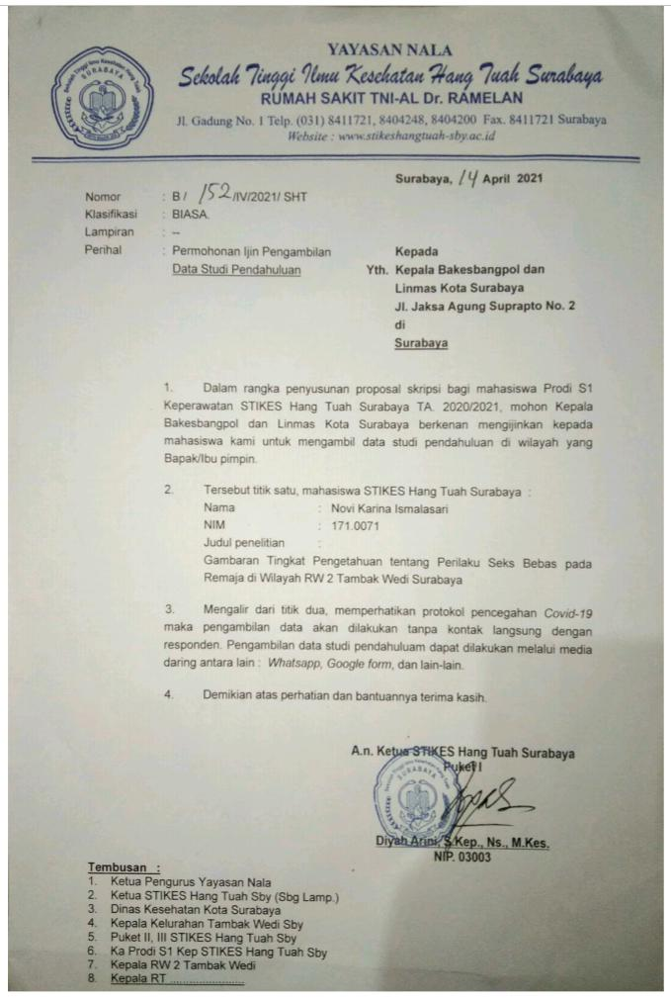 YAYASAN NALA
Sekolah Tinggi Ilmu Kesehatan Hang Tuah Surabaya
RUMAH SAKIT TNI-AL Dr. RAMELAN
Jl. Gadung No. 1 Telp. (031) 8411721, 8404248, 8404200 Fax. 8411721 Surabaya
Website : www.stikeshangtuah-sby.ac.id
SURABAYA
Surabaya, 14 April 2021
Nomor : B / 152/IV/2021/ SHT
Klasifikasi : BIASA.
Lampiran : --
Perihal : Permohonan Ijin Pengambilan
Data Studi Pendahuluan
Kepada
Yth. Kepala Bakesbangpol dan
Linmas Kota Surabaya
Jl. Jaksa Agung Suprapto No. 2
di
Surabaya
1. Dalam rangka penyusunan proposal skripsi bagi mahasiswa Prodi S1
Keperawatan STIKES Hang Tuah Surabaya TA. 2020/2021, mohon Kepala
Bakesbangpol dan Linmas Kota Surabaya berkenan mengijinkan kepada
mahasiswa kami untuk mengambil data studi pendahuluan di wilayah yang
Bapak/Ibu pimpin.
2. Tersebut titik satu, mahasiswa STIKES Hang Tuah Surabaya :
Nama : Novi Karina Ismalasari
NIM : 171.0071
Judul penelitian :
Gambaran Tingkat Pengetahuan tentang Perilaku Seks Bebas pada
Remaja di Wilayah RW 2 Tambak Wedi Surabaya
3. Mengalir dari titik dua, memperhatikan protokol pencegahan Covid-19
maka pengambilan data akan dilakukan tanpa kontak langsung dengan
responden. Pengambilan data studi pendahuluam dapat dilakukan melalui media
daring antara lain : Whatsapp, Google form, dan lain-lain.
4. Demikian atas perhatian dan bantuannya terima kasih.
A.n. Ketua STIKES Hang Tuah Surabaya
Puket I
SURABAYA
Diyah Arini, S.Kep., Ns., M.Kes.
NIP. 03003
Tembusan :
1. Ketua Pengurus Yayasan Nala
2. Ketua STIKES Hang Tuah Sby (Sbg Lamp.)
3. Dinas Kesehatan Kota Surabaya
4. Kepala Kelurahan Tambak Wedi Sby
5. Puket II, III STIKES Hang Tuah Sby
6. Ka Prodi S1 Kep STIKES Hang Tuah Sby
7. Kepala RW 2 Tambak Wedi
8. Kepala RT .......................